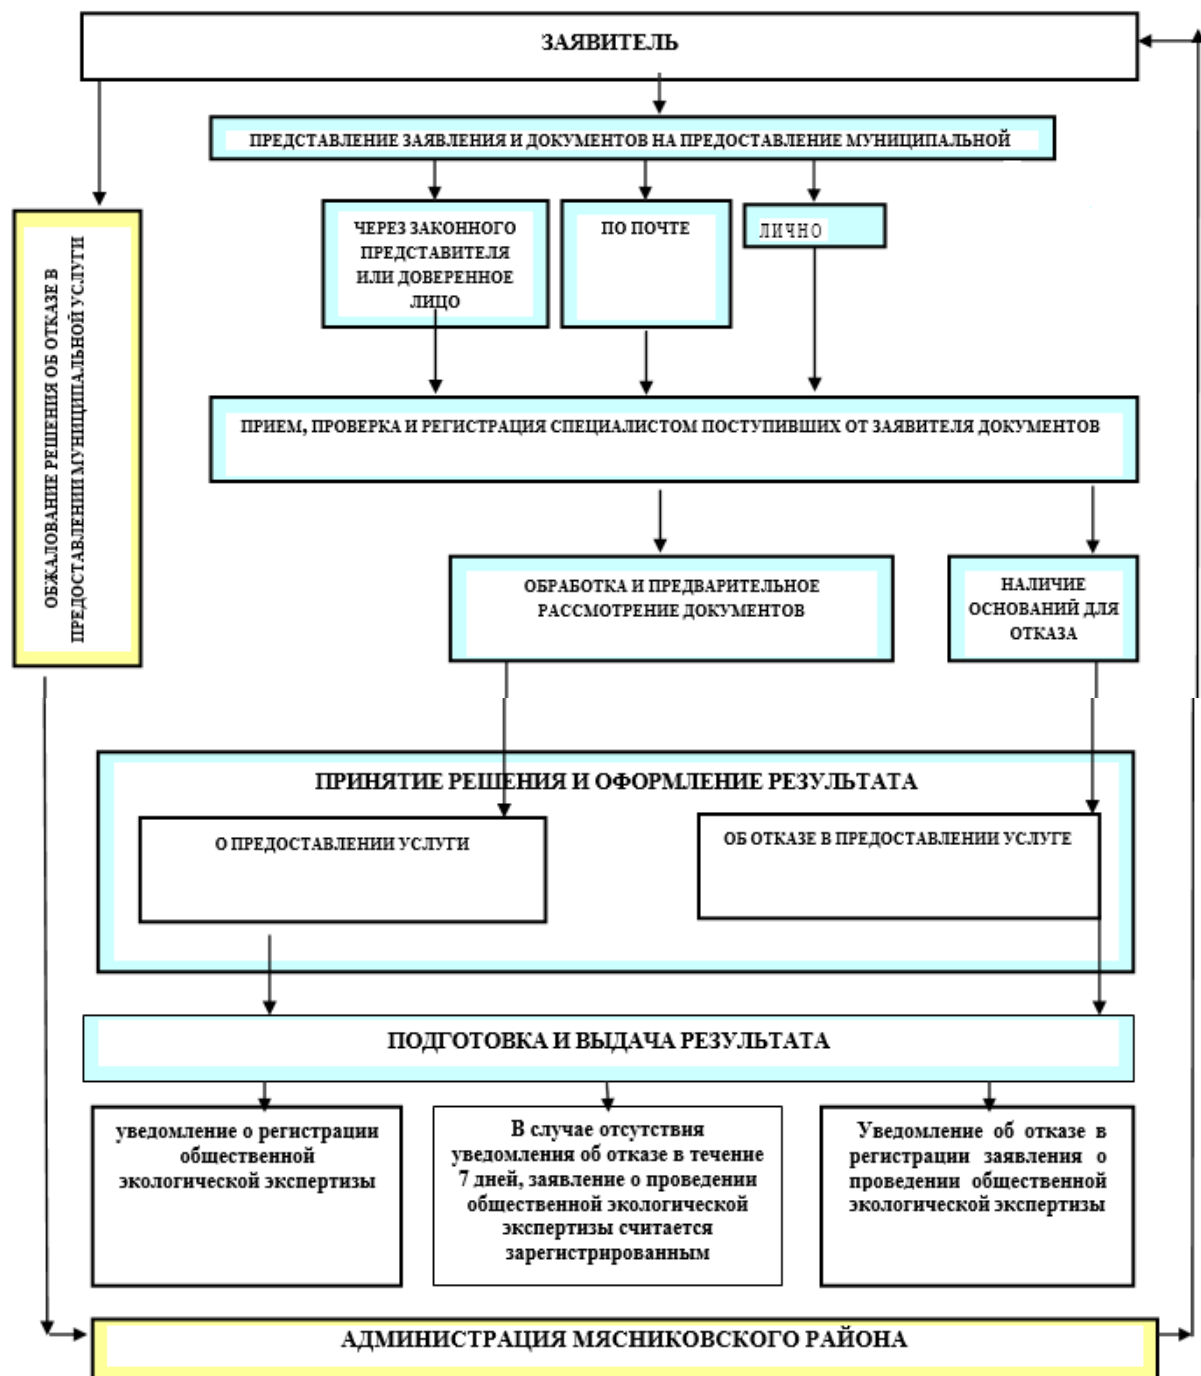 ЗАЯВИТЕЛЬ
ПРЕДСТАВЛЕНИЕ ЗАЯВЛЕНИЯ И ДОКУМЕНТОВ НА ПРЕДОСТАВЛЕНИЕ МУНИЦИПАЛЬНОЙ
ЧЕРЕЗ ЗАКОННОГО
ПРЕДСТАВИТЕЛЯ
ИЛИ ДОВЕРЕННОЕ
ЛИЦО
ПО ПОЧТЕ
ЛИЧНО
ОБЖАЛОВАНИЕ РЕШЕНИЯ ОБ ОТКАЗЕ В
ПРЕДОСТАВЛЕНИИ МУНИЦИПАЛЬНОЙ УСЛУГИ
ПРИЕМ, ПРОВЕРКА И РЕГИСТРАЦИЯ СПЕЦИАЛИСТОМ ПОСТУПИВШИХ ОТ ЗАЯВИТЕЛЯ ДОКУМЕНТОВ
ОБРАБОТКА И ПРЕДВАРИТЕЛЬНОЕ
РАССМОТРЕНИЕ ДОКУМЕНТОВ
НАЛИЧИЕ
ОСНОВАНИЙ ДЛЯ
ОТКАЗА
ПРИНЯТИЕ РЕШЕНИЯ И ОФОРМЛЕНИЕ РЕЗУЛЬТАТА
О ПРЕДОСТАВЛЕНИИ УСЛУГИ
ОБ ОТКАЗЕ В ПРЕДОСТАВЛЕНИИ УСЛУГЕ
ПОДГОТОВКА И ВЫДАЧА РЕЗУЛЬТАТА
уведомление о регистрации
общественной
экологической экспертизы
В случае отсутствия
уведомления об отказе в течение
7 дней, заявление о проведении
общественной экологической
экспертизы считается
зарегистрированным
Уведомление об отказе в
регистрации заявления о
проведении общественной
экологической экспертизы
АДМИНИСТРАЦИЯ МЯСНИКОВСКОГО РАЙОНА